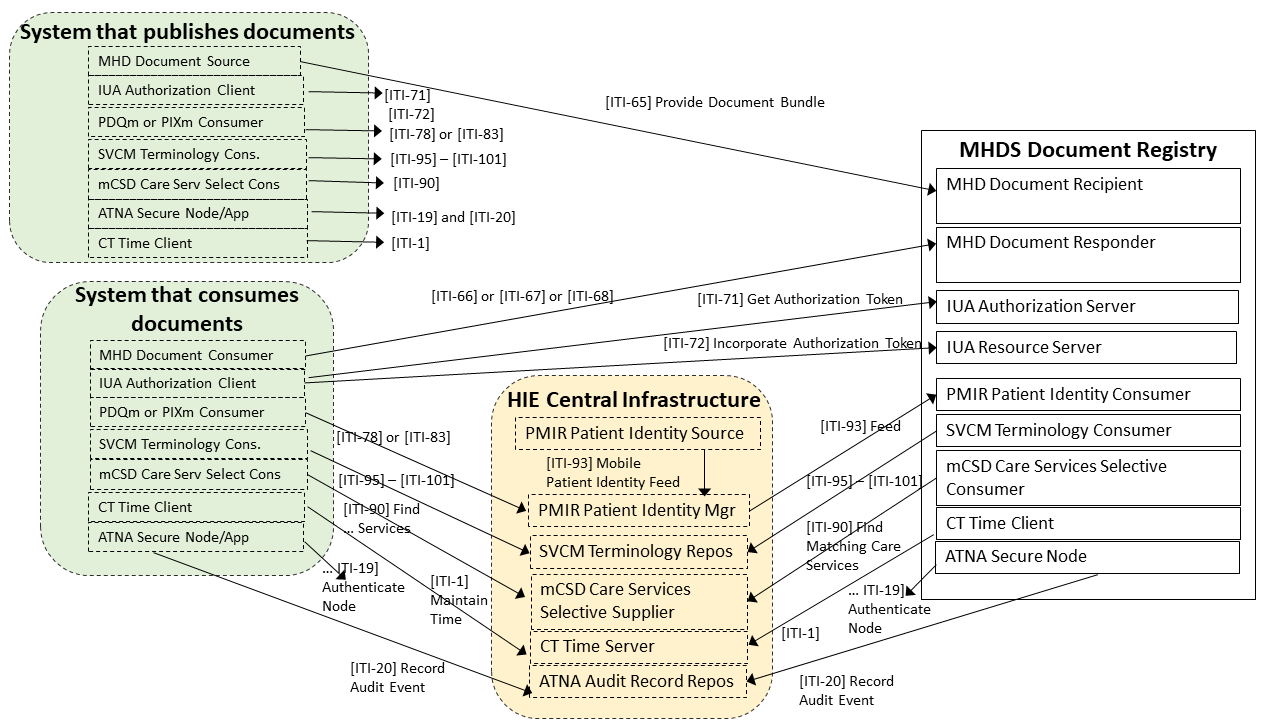 System that publishes documents
MHD Document Source
IUA Authorization Client
PDQm or PIXm Consumer
SVCM Terminology Cons.
mCSD Care Serv Select Cons
ATNA Secure Node/App
CT Time Client
[ITI-71]
[ITI-72]
[ITI-78] or [ITI-83]
[ITI-95] – [ITI-101]
[ITI-90]
[ITI-19] and [ITI-20]
[ITI-1]
[ITI-65] Provide Document Bundle
System that consumes
documents
MHD Document Consumer
IUA Authorization Client
PDQm or PIXm Consumer
SVCM Terminology Cons.
mCSD Care Serv Select Cons
CT Time Client
ATNA Secure Node/App
[ITI-66] or [ITI-67] or [ITI-68]
[ITI-71] Get Authorization Token
[ITI-72] Incorporate Authorization Token
[ITI-78] or [ITI-83]
[ITI-95] – [ITI-101]
[ITI-90] Find
... Services
... ITI-19]
Authenticate
Node
[ITI-1]
Maintain
Time
[ITI-20] Record
Audit Event
HIE Central Infrastructure
PMIR Patient Identity Source
[ITI-93] Mobile
Patient Identity Feed
PMIR Patient Identity Mgr
SVCM Terminology Repos
mCSD Care Services
Selective Supplier
CT Time Server
ATNA Audit Record Repos
[ITI-93] Feed
[ITI-95] – [ITI-101]
[ITI-90] Find
Matching Care
Services
... ITI-19]
Authenticate
Node
[ITI-1]
[ITI-20] Record
Audit Event
MHDS Document Registry
MHD Document Recipient
MHD Document Responder
IUA Authorization Server
IUA Resource Server
PMIR Patient Identity Consumer
SVCM Terminology Consumer
mCSD Care Services Selective
Consumer
CT Time Client
ATNA Secure Node